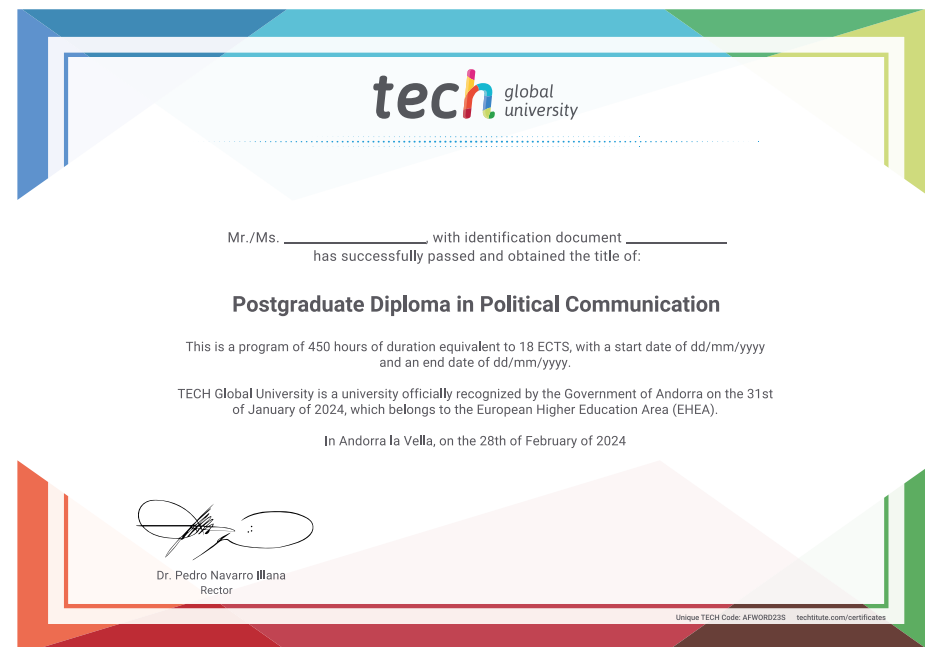 tech global
university
Mr./Ms. ____________, with identification document ____________
has successfully passed and obtained the title of:
Postgraduate Diploma in Political Communication
This is a program of 450 hours of duration equivalent to 18 ECTS, with a start date of dd/mm/yyyy
and an end date of dd/mm/yyyy.
TECH Global University is a university officially recognized by the Government of Andorra on the 31st
of January of 2024, which belongs to the European Higher Education Area (EHEA).
In Andorra la Vella, on the 28th of February of 2024
Dr. Pedro Navarro Illana
Rector
Unique TECH Code: AFWORD23S techtitute.com/certificates